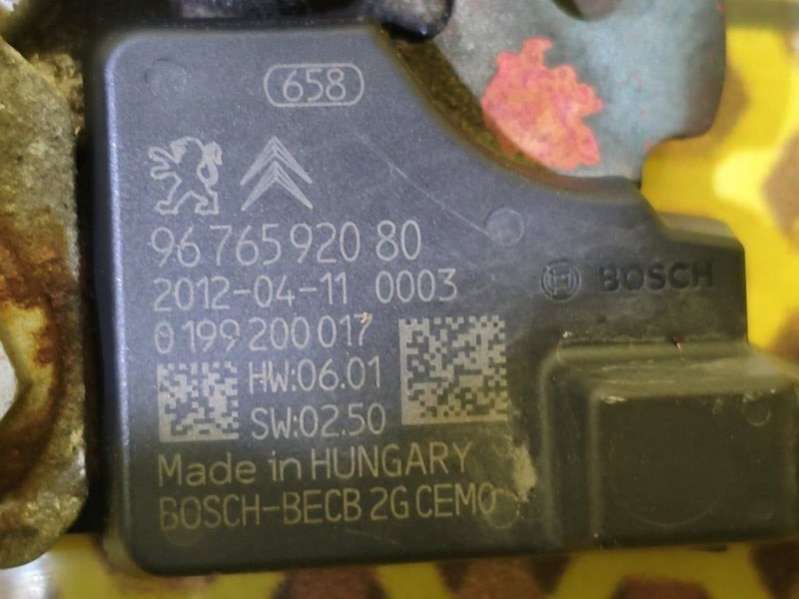 658
96 765 920 80
2012-04-11 0003
BOSCH
0 199 200 017
HW:06.01
SW:02.50
Made in HUNGARY
BOSCH-BECB 2G CEM0